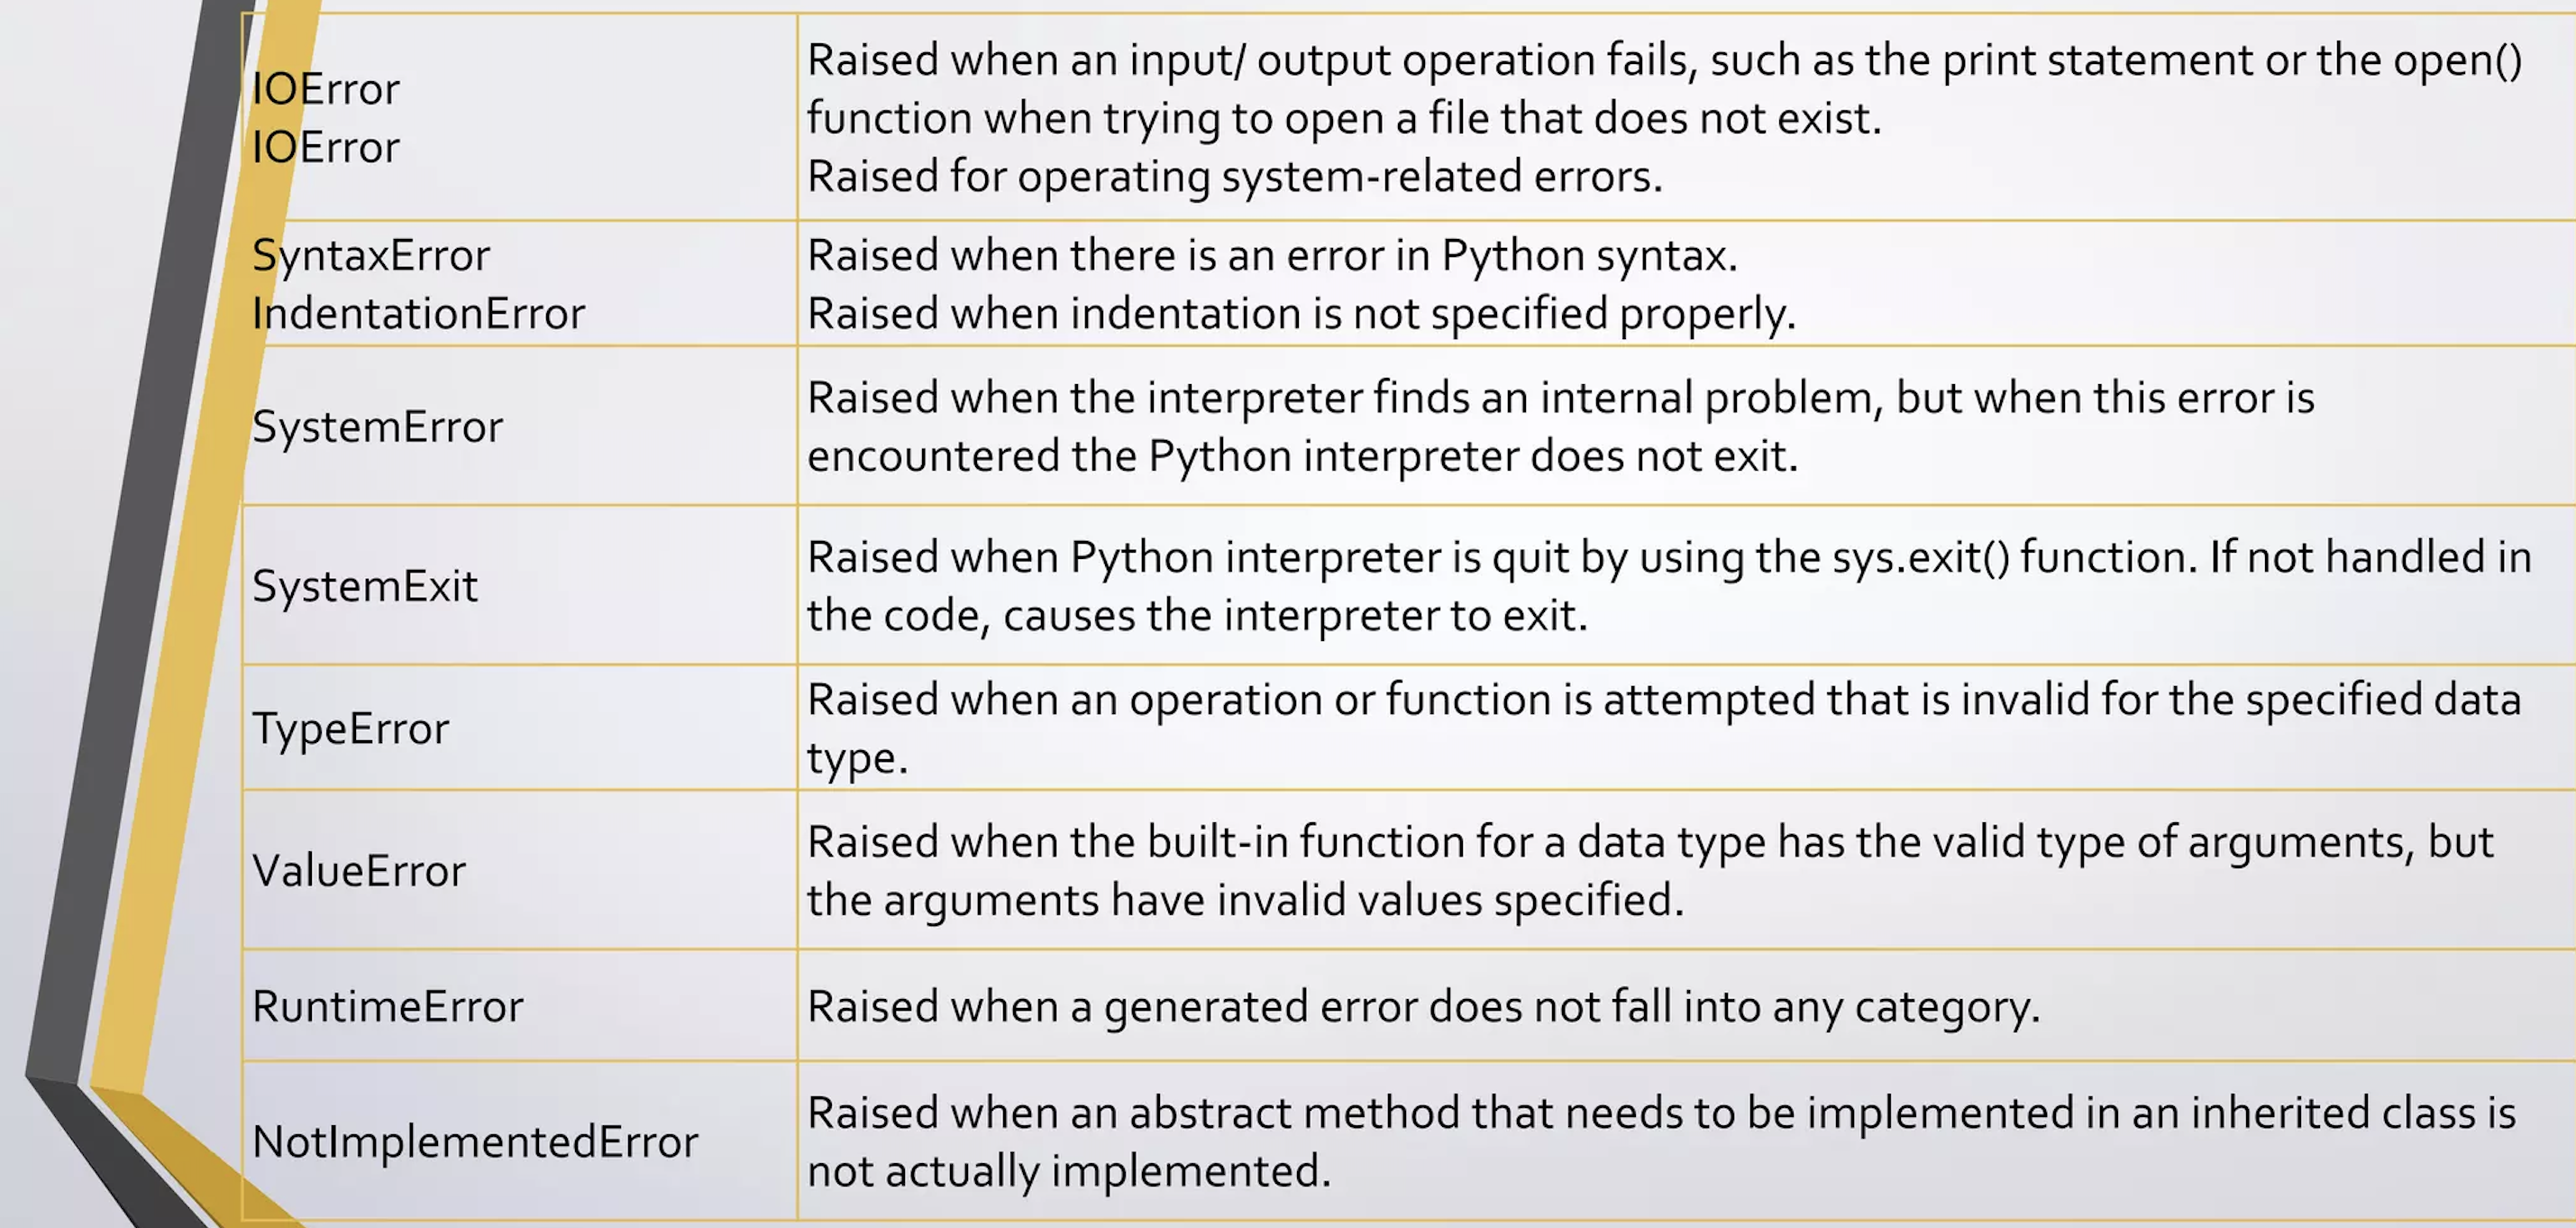 IOError
IOError
Raised when an input/ output operation fails, such as the print statement or the open()
function when trying to open a file that does not exist.
Raised for operating system-related errors.
SyntaxError
IndentationError
Raised when there is an error in Python syntax.
Raised when indentation is not specified properly.
SystemError
Raised when the interpreter finds an internal problem, but when this error is
encountered the Python interpreter does not exit.
SystemExit
Raised when Python interpreter is quit by using the sys.exit() function. If not handled in
the code, causes the interpreter to exit.
TypeError
Raised when an operation or function is attempted that is invalid for the specified data
type.
ValueError
Raised when the built-in function for a data type has the valid type of arguments, but
the arguments have invalid values specified.
RuntimeError
Raised when a generated error does not fall into any category.
NotImplementedError
Raised when an abstract method that needs to be implemented in an inherited class is
not actually implemented.